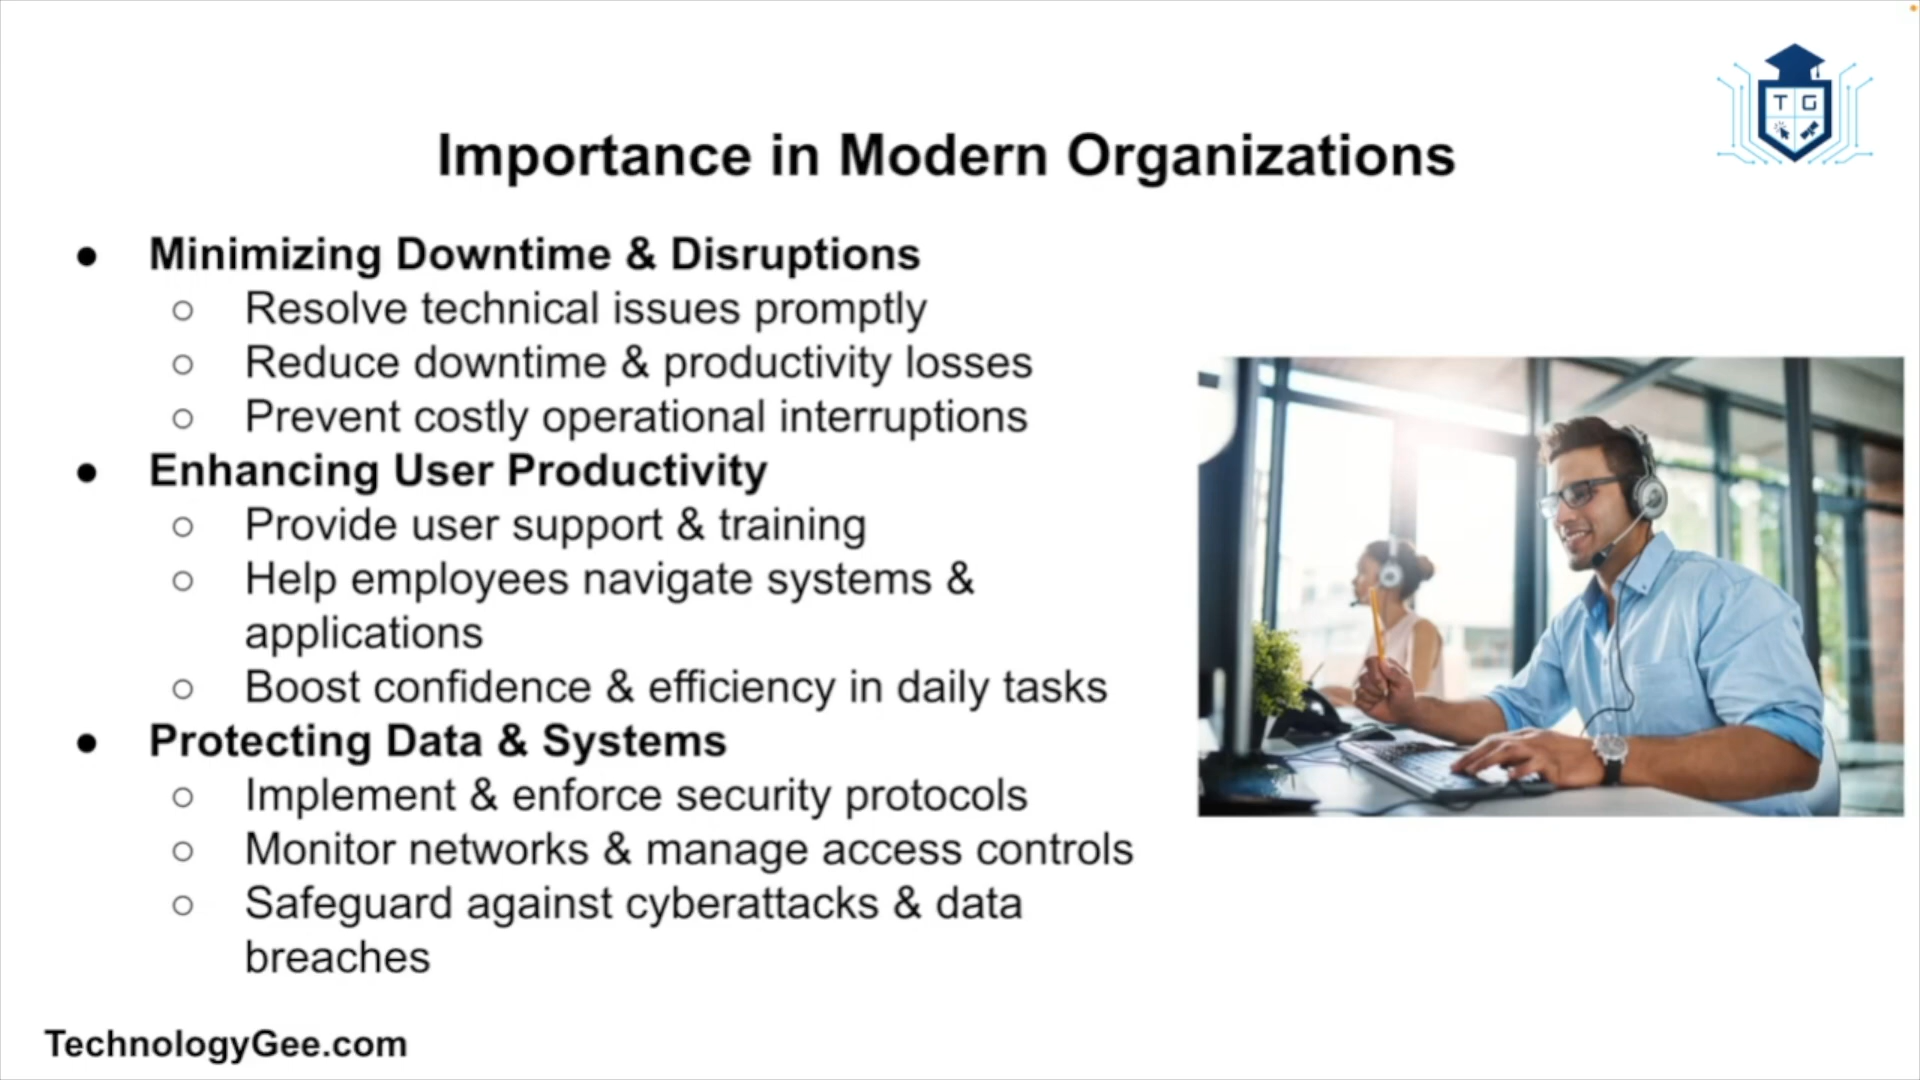 T G
Importance in Modern Organizations
● Minimizing Downtime & Disruptions
○ Resolve technical issues promptly
○ Reduce downtime & productivity losses
○ Prevent costly operational interruptions
● Enhancing User Productivity
○ Provide user support & training
○ Help employees navigate systems &
applications
○ Boost confidence & efficiency in daily tasks
● Protecting Data & Systems
○ Implement & enforce security protocols
○ Monitor networks & manage access controls
○ Safeguard against cyberattacks & data
breaches
TechnologyGee.com